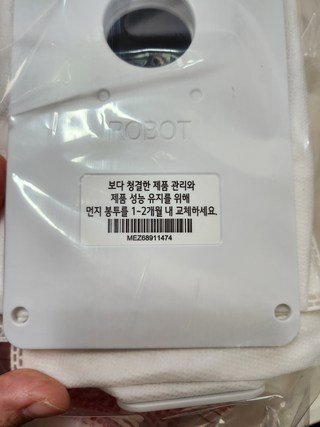 ROBOT
보다 청결한 제품 관리와
제품 성능 유지를 위해
먼지 봉투를 1~2개월 내 교체하세요.
MEZ68911474